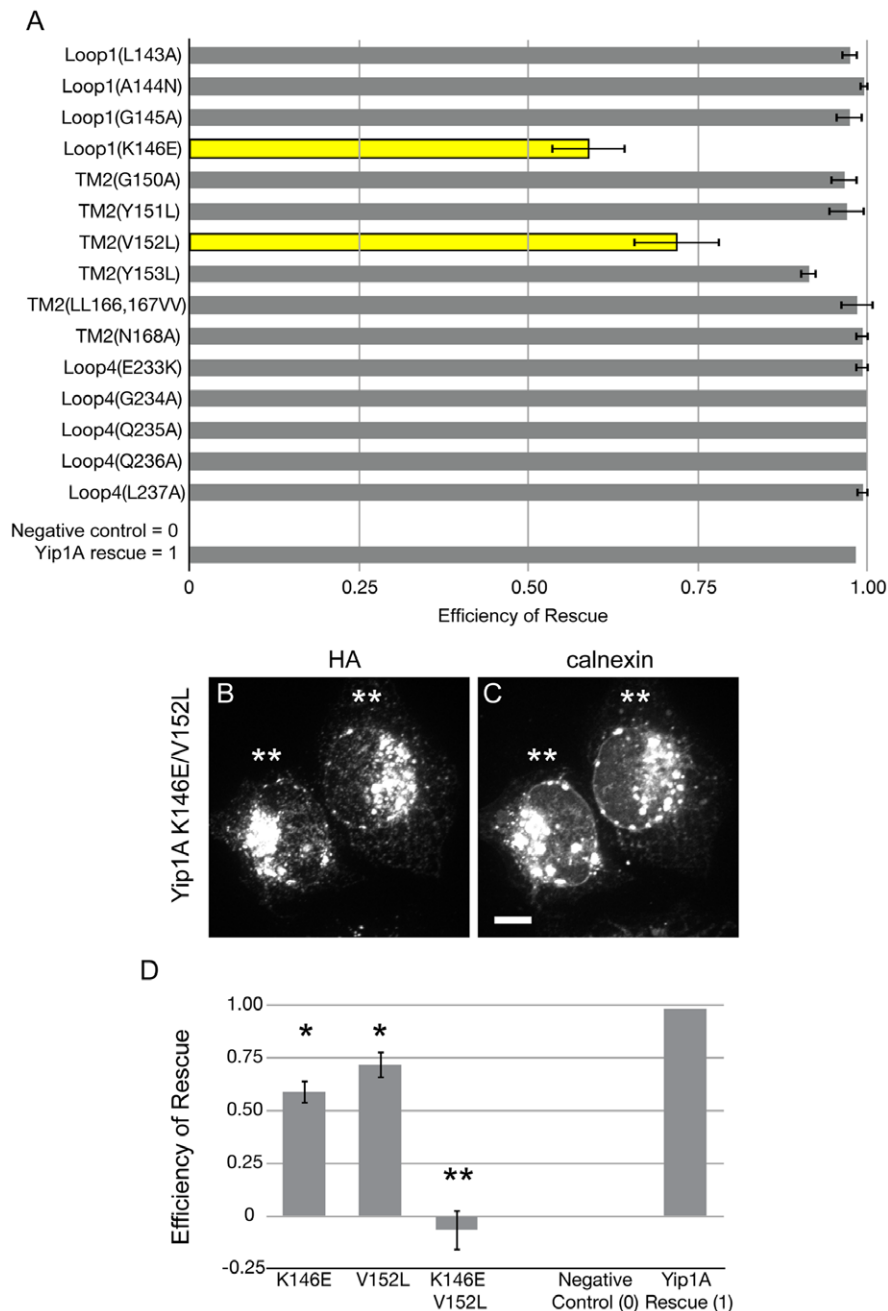 A
Loop1(L143A)
Loop1(A144N)
Loop1(G145A)
Loop1(K146E)
TM2(G150A)
TM2(Y151L)
TM2(V152L)
TM2(Y153L)
TM2(LL166,167VV)
TM2(N168A)
Loop4(E233K)
Loop4(G234A)
Loop4(Q235A)
Loop4(Q236A)
Loop4(L237A)
Negative control = 0
Yip1A rescue = 1
0 0.25 0.50 0.75 1.00
Efficiency of Rescue
HA calnexin
Yip1A K146E/V152L
B ** **
C ** **
D
Efficiency of Rescue
1.00
0.75
0.50
0.25
0
-0.25
* * **
K146E V152L K146E Negative Yip1A
V152L Control (0) Rescue (1)